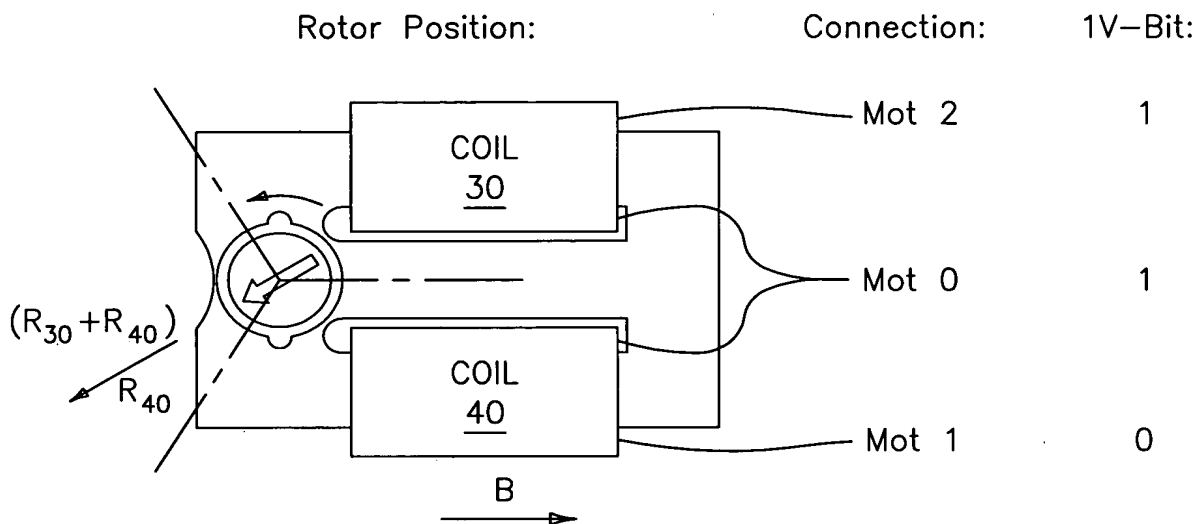 Rotor Position: Connection: 1V–Bit:
COIL
30
Mot 2 1
Mot 0 1
(R30+R40)
R40
COIL
40
Mot 1 0
B